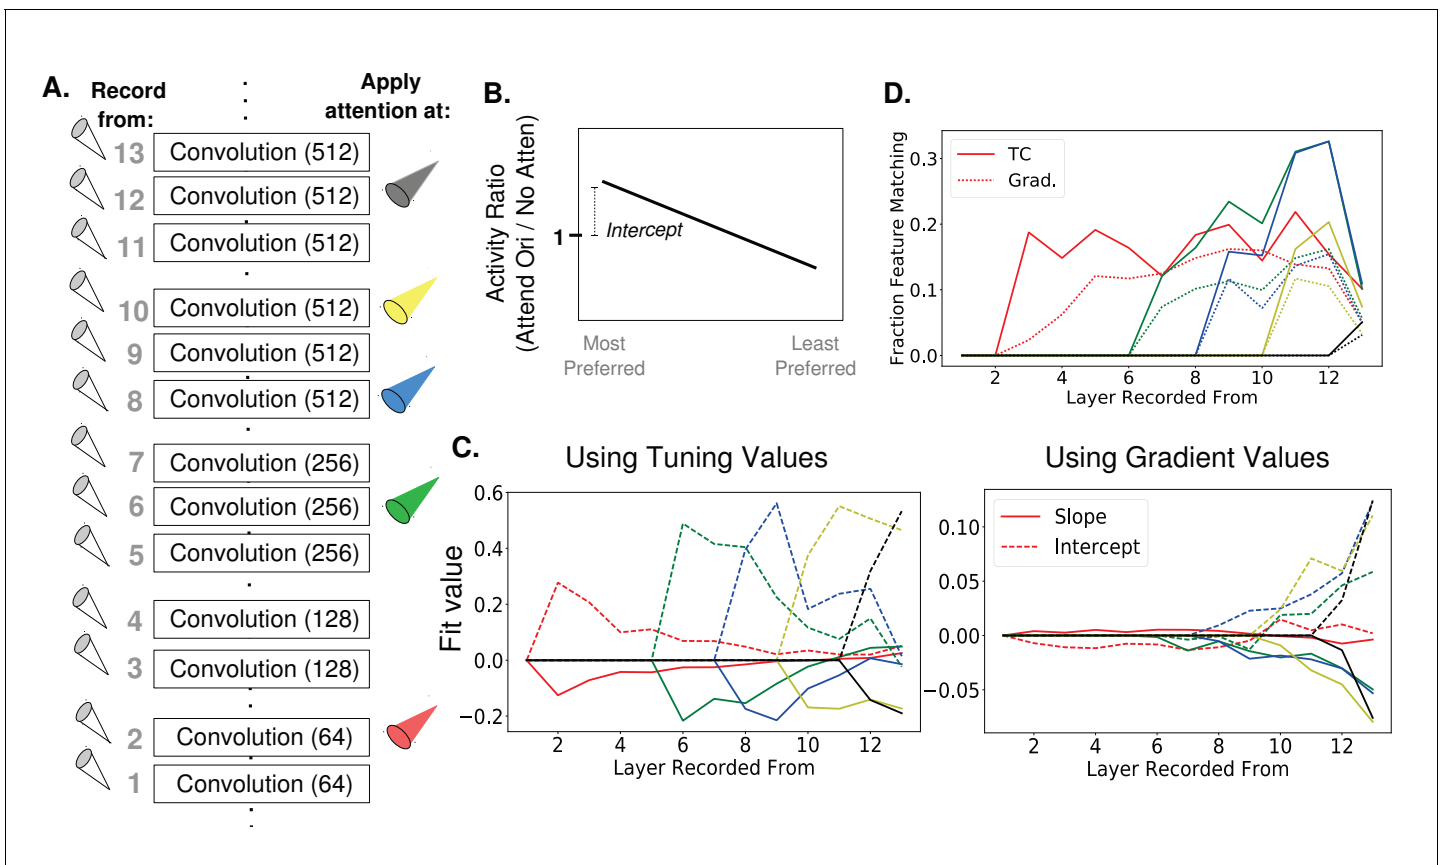 A.
Record
from:
Apply
attention at:
13 Convolution (512)
12 Convolution (512)
11 Convolution (512)
10 Convolution (512)
9 Convolution (512)
8 Convolution (512)
7 Convolution (256)
6 Convolution (256)
5 Convolution (256)
4 Convolution (128)
3 Convolution (128)
2 Convolution (64)
1 Convolution (64)
B.
Activity Ratio
(Attend Ori / No Atten)
1
Intercept
Most
Preferred
Least
Preferred
D.
Fraction Feature Matching
0.3
0.2
0.1
0.0
TC
Grad.
2 4 6 8 10 12
Layer Recorded From
C.
Using Tuning Values
Fit value
0.6
0.4
0.2
0.0
−0.2
2 4 6 8 10 12
Layer Recorded From
Using Gradient Values
Slope
Intercept
0.10
0.05
0.00
−0.05
2 4 6 8 10 12
Layer Recorded From